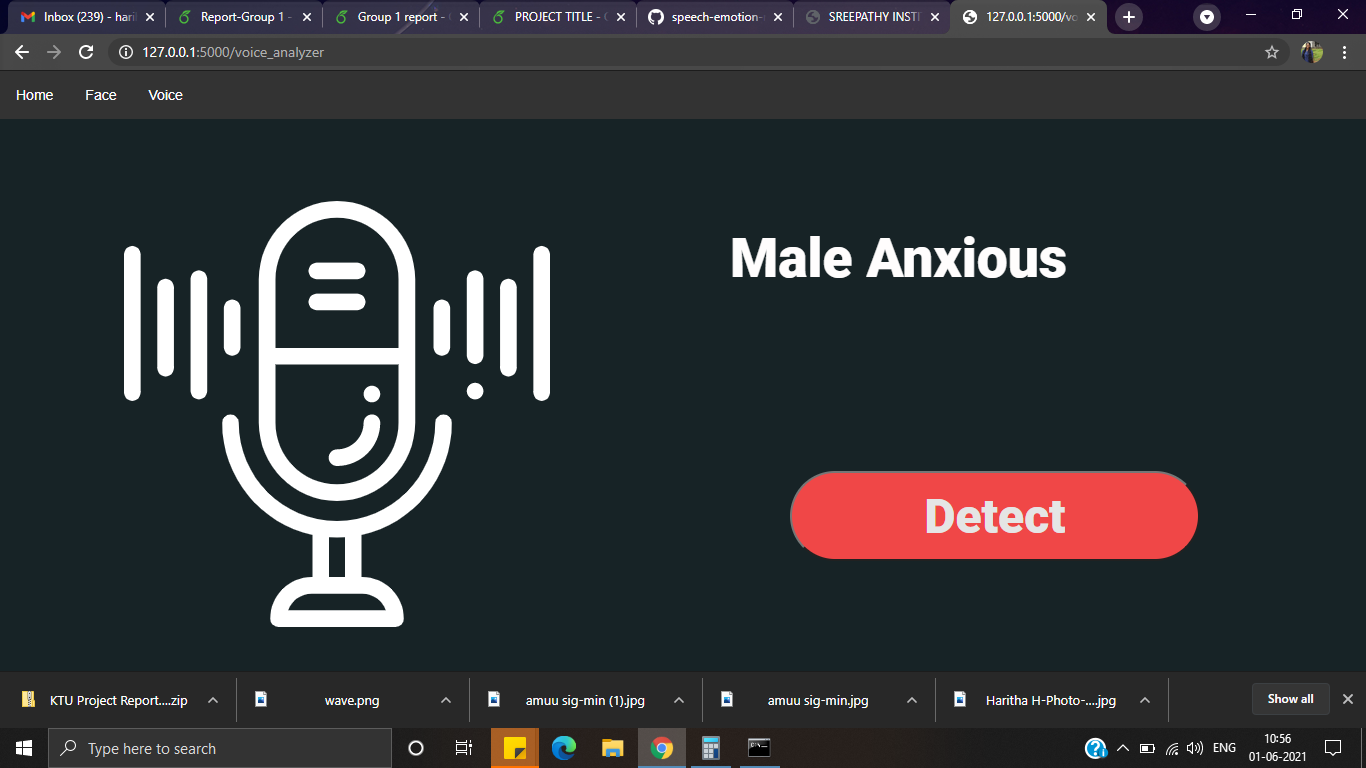 Inbox (239) - hari
Report-Group 1 -
Group 1 report -
PROJECT TITLE -
speech-emotion-
SREEPATHY INSTI
127.0.0.1:5000/vo
127.0.0.1:5000/voice_analyzer
Home Face Voice
Male Anxious
Detect
KTU Project Report....zip
wave.png
amuu sig-min (1).jpg
amuu sig-min.jpg
Haritha H-Photo-....jpg
Show all
Type here to search
ENG
10:56
01-06-2021